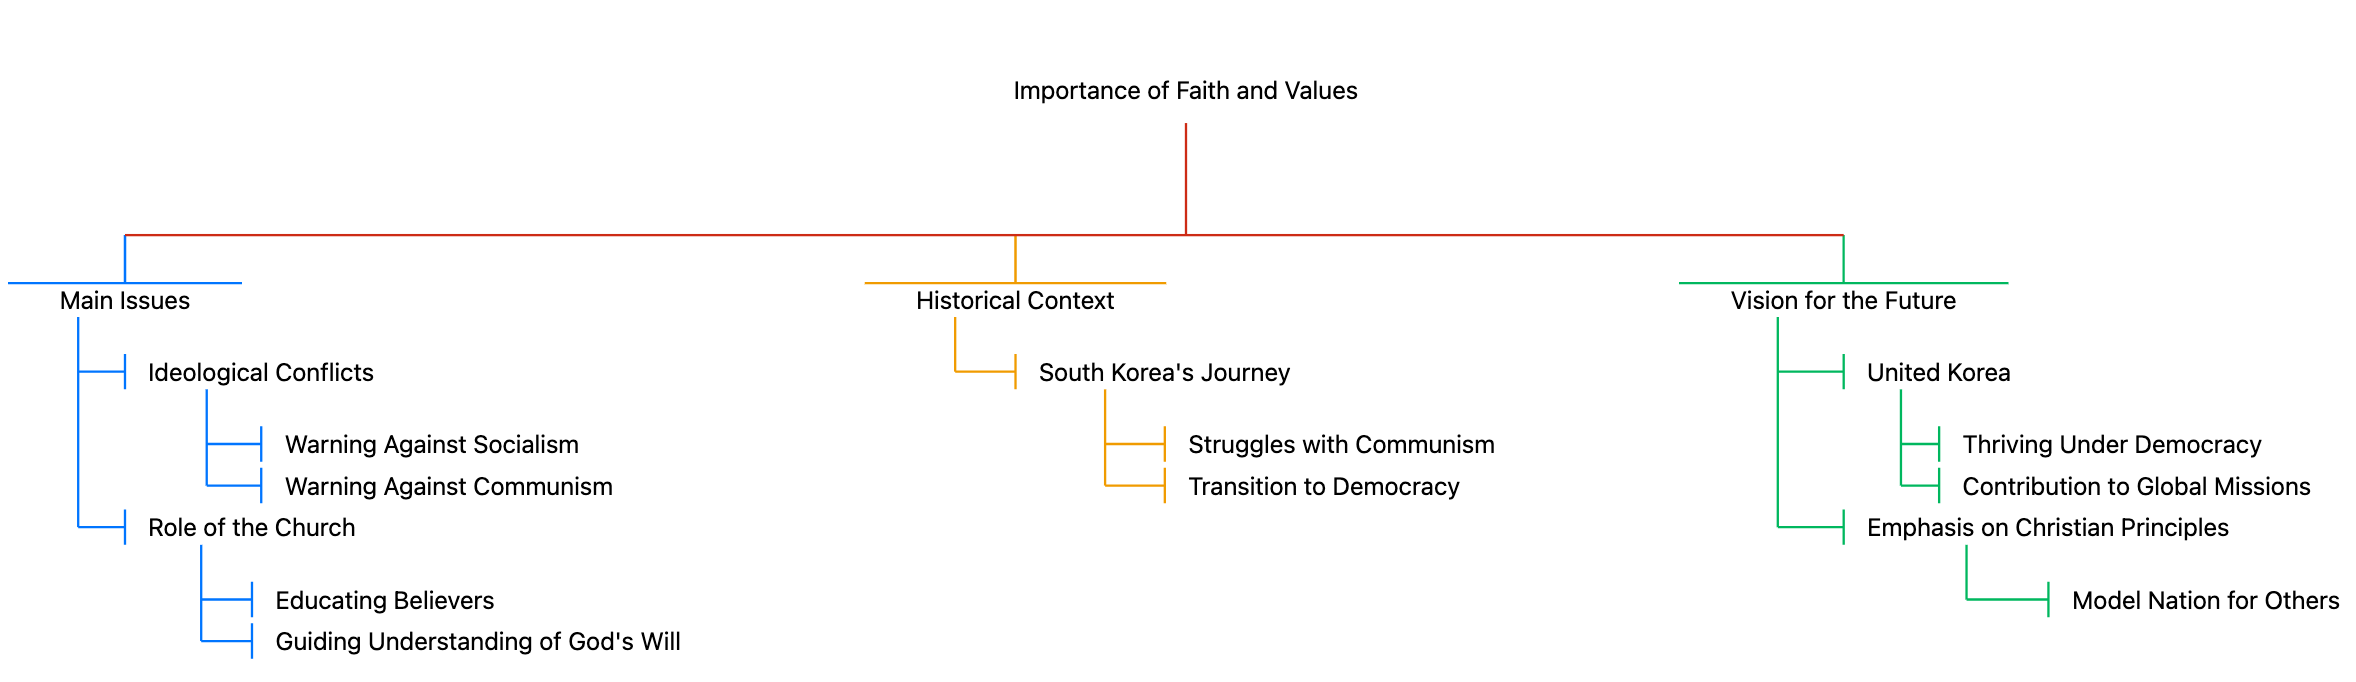 Importance of Faith and Values
Main Issues
Ideological Conflicts
Warning Against Socialism
Warning Against Communism
Role of the Church
Educating Believers
Guiding Understanding of God's Will
Historical Context
South Korea's Journey
Struggles with Communism
Transition to Democracy
Vision for the Future
United Korea
Thriving Under Democracy
Contribution to Global Missions
Emphasis on Christian Principles
Model Nation for Others